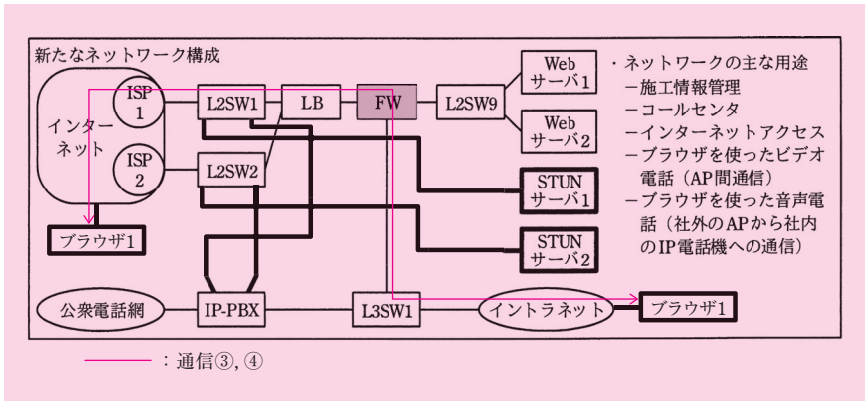 新たなネットワーク構成
インター
ネット
ISP
1
ISP
2
L2SW1
L2SW2
LB
FW
L2SW9
Web
サーバ1
Web
サーバ2
STUN
サーバ1
STUN
サーバ2
ブラウザ1
公衆電話網
IP-PBX
L3SW1
イントラネット
ブラウザ1
・ネットワークの主な用途
－施工情報管理
－コールセンタ
－インターネットアクセス
－ブラウザを使ったビデオ
電話（AP間通信）
－ブラウザを使った音声電
話（社外のAPから社内
のIP電話機への通信）
：通信③，④